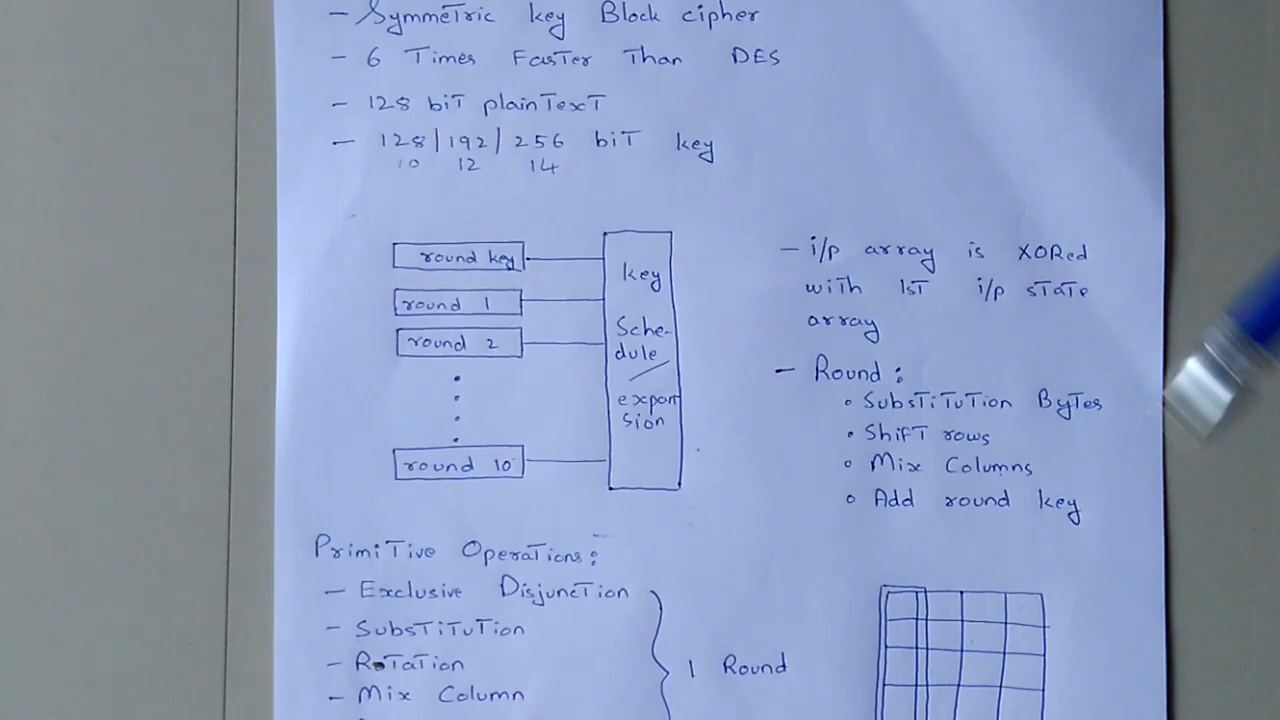 - Symmetric key Block cipher
- 6 Times Faster Than DES
- 128 bit plaintext
- 128/192/256 bit key
10 12 14
round key
round 1
round 2
round 10
key
Sche-
dule/
expan
sion
- i/p array is XORed
with 1st i/p state
array
- Round:
• Substitution Bytes
• Shift rows
• Mix Columns
• Add round key
Primitive Operations:
- Exclusive Disjunction
- Substitution
- Rotation
- Mix Column
1 Round